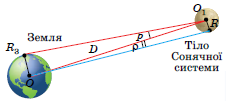 Земля
R₃
O
D
p
ρ"
O₁
R
Тіло
Сонячної
системи